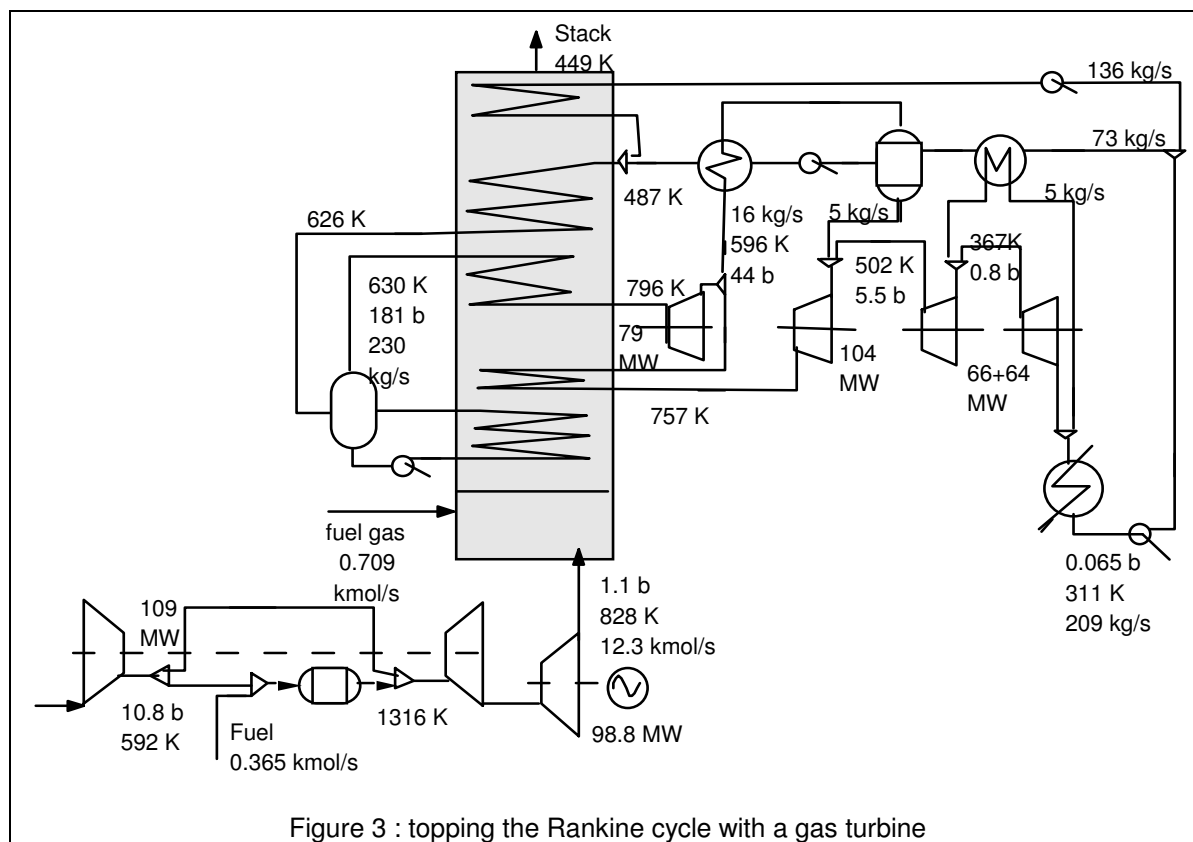 Stack
449 K
136 kg/s
73 kg/s
487 K
16 kg/s
596 K
44 b
5 kg/s
5 kg/s
626 K
630 K
181 b
230
kg/s
796 K
79
MW
502 K
5.5 b
367K
0.8 b
104
MW
66+64
MW
757 K
fuel gas
0.709
kmol/s
1.1 b
828 K
12.3 kmol/s
0.065 b
311 K
209 kg/s
109
MW
10.8 b
592 K
Fuel
0.365 kmol/s
1316 K
98.8 MW
Figure 3 : topping the Rankine cycle with a gas turbine